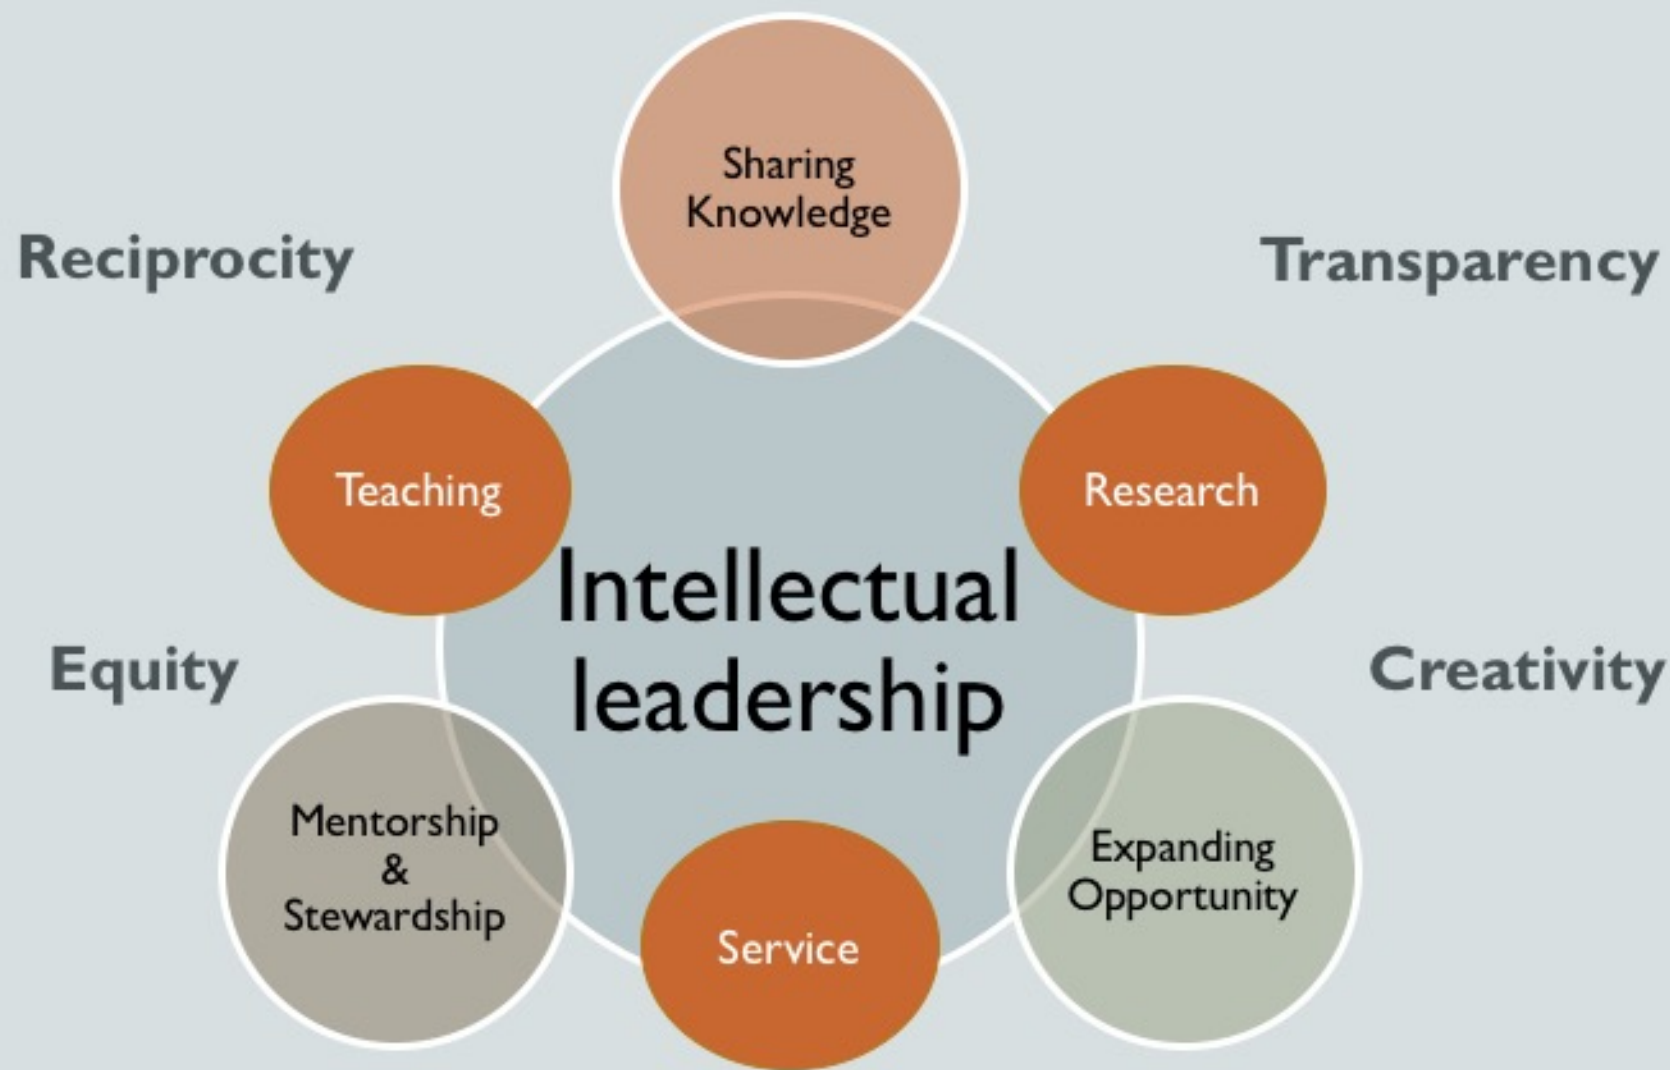 Sharing
Knowledge
Reciprocity
Transparency
Teaching
Research
Intellectual
leadership
Equity
Creativity
Mentorship
&
Stewardship
Expanding
Opportunity
Service